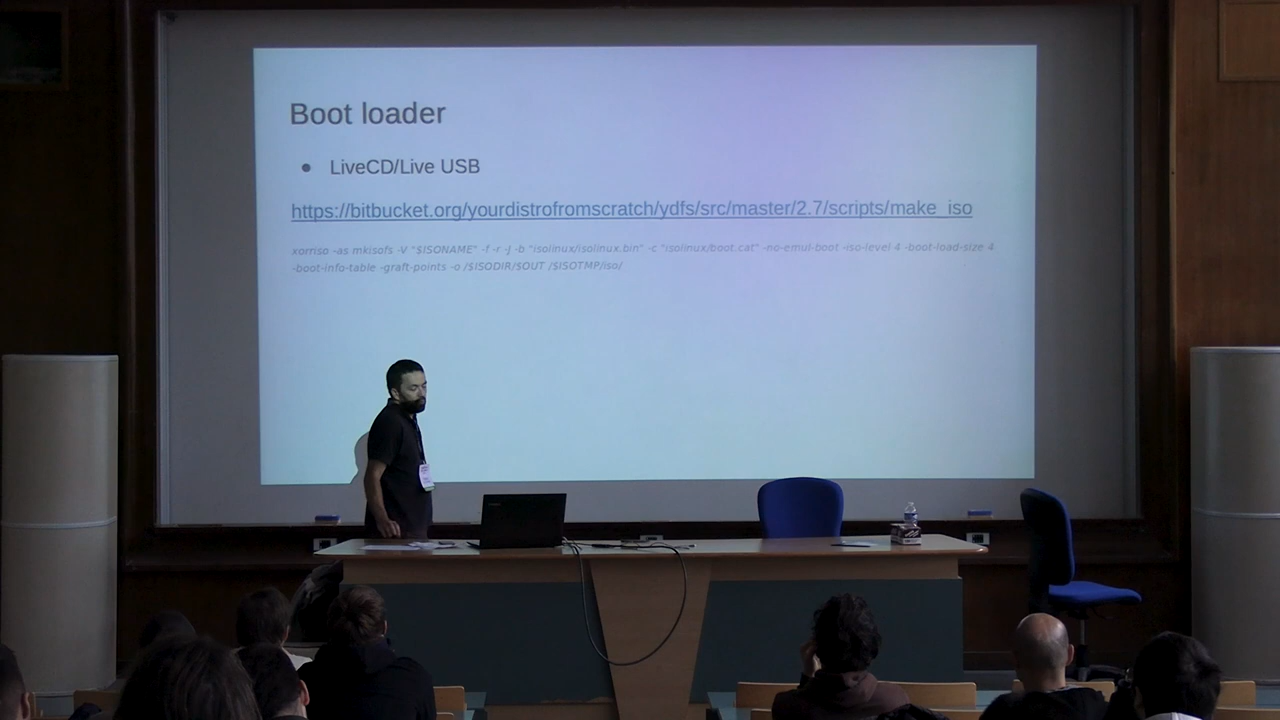 Boot loader
● LiveCD/Live USB
https://bitbucket.org/yourdistrofromscratch/ydfs/src/master/2.7/scripts/make_iso
xorriso -as mkisofs -V "$ISONAME" -f -r -J -b "isolinux/isolinux.bin" -c "isolinux/boot.cat" -no-emul-boot -iso-level 4 -boot-load-size 4
-boot-info-table -graft-points -o /$ISODIR/$OUT /$ISOTMP/iso/